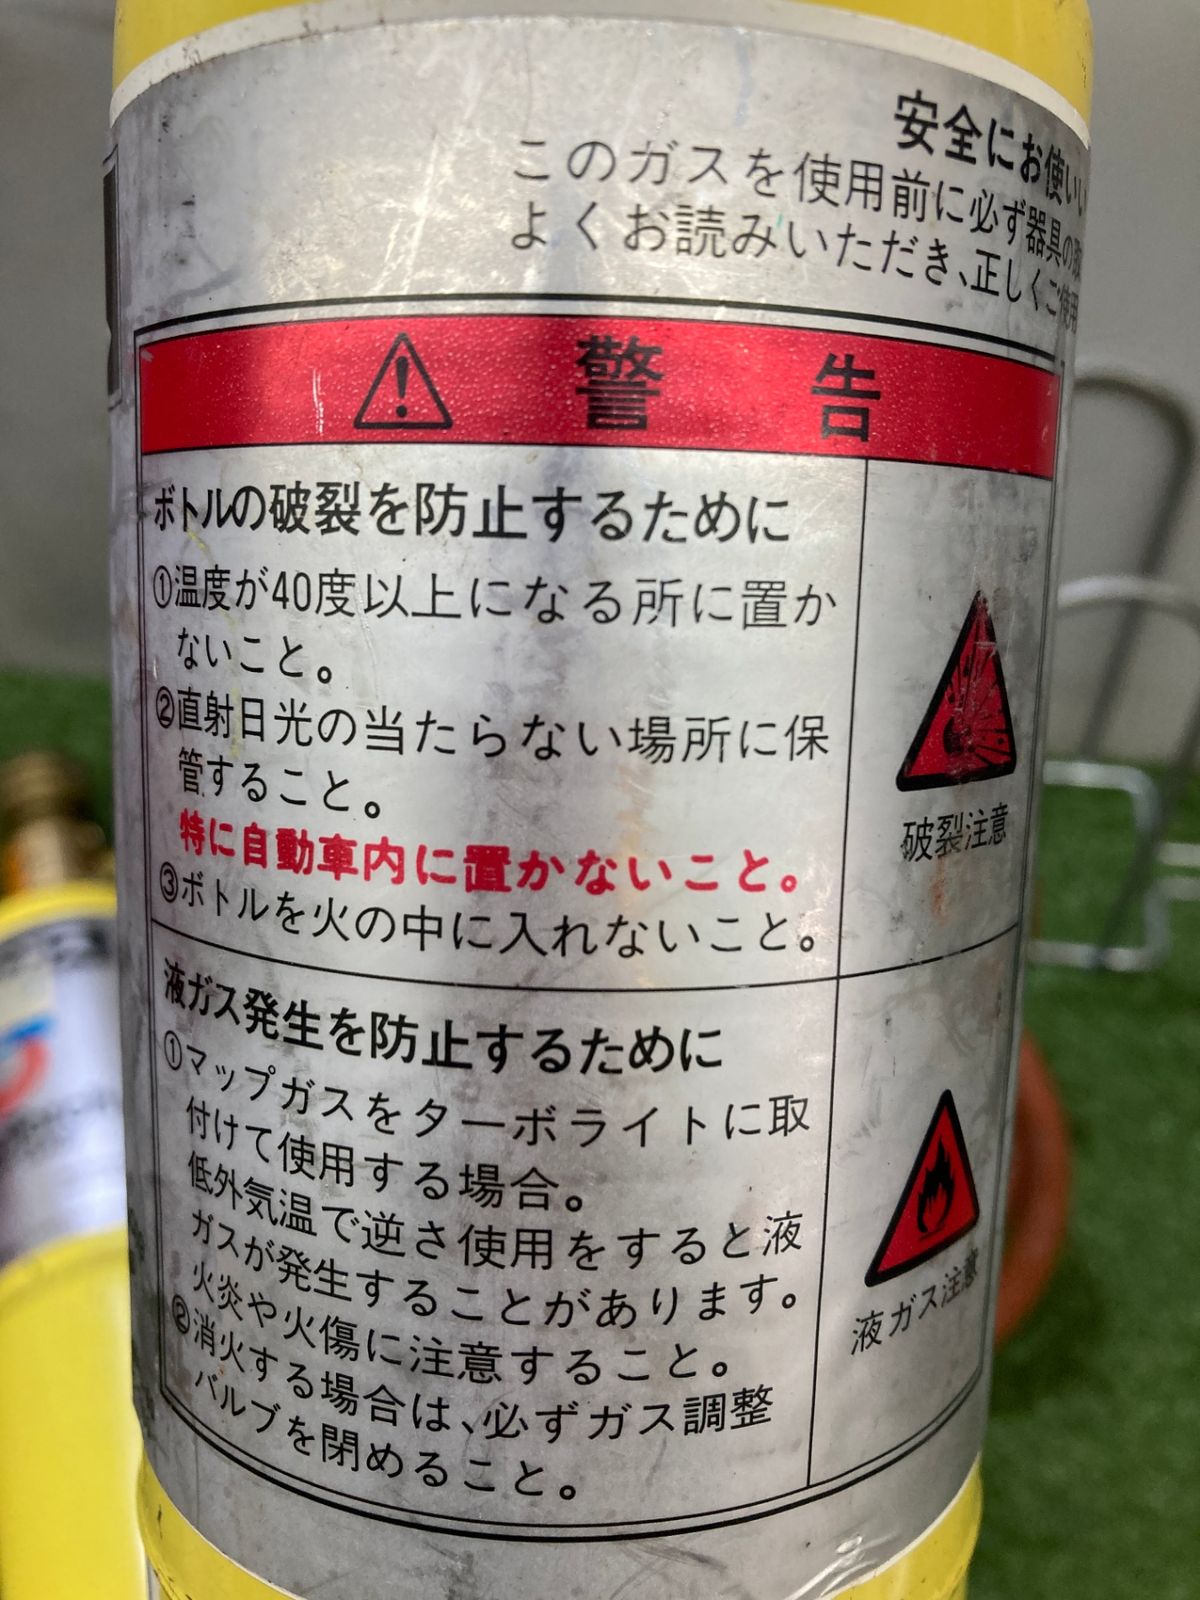 安全にお使い
このガスを使用前に必ず器具の取
よくお読みいただき、正しくご使用
警告
ボトルの破裂を防止するために
①温度が40度以上になる所に置か
ないこと。
②直射日光の当たらない場所に保
管すること。
特に自動車内に置かないこと。
③ボトルを火の中に入れないこと。
破裂注意
液ガス発生を防止するために
①マップガスをターボライトに取
付けて使用する場合。
低外気温で逆さ使用をすると液
ガスが発生することがあります。
火炎や火傷に注意すること。
②消火する場合は、必ずガス調整
バルブを閉めること。
液ガス注意